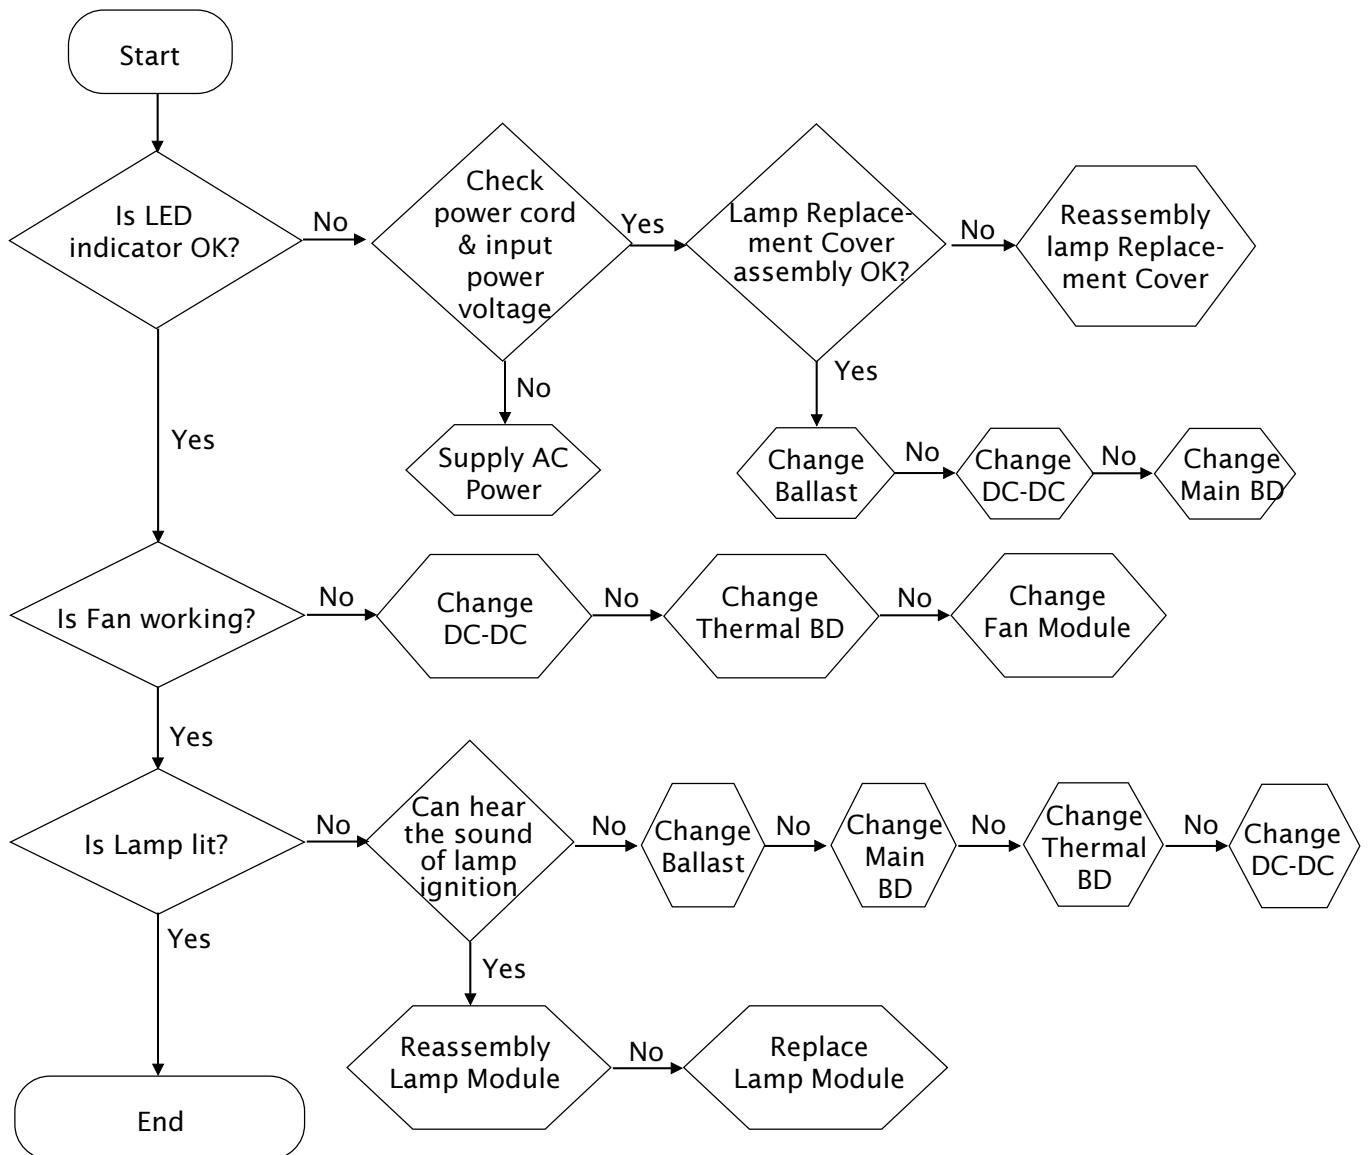 Start
Is LED
indicator OK?
No
Check
power cord
& input
power
voltage
Yes
Lamp Replace-
ment Cover
assembly OK?
No
Reassembly
lamp Replace-
ment Cover
Yes
No
Supply AC
Power
Yes
Change
Ballast
No
Change
DC-DC
No
Change
Main BD
Is Fan working?
No
Change
DC-DC
No
Change
Thermal BD
No
Change
Fan Module
Yes
Is Lamp lit?
No
Can hear
the sound
of lamp
ignition
No
Change
Ballast
No
Change
Main
BD
No
Change
Thermal
BD
No
Change
DC-DC
Yes
Yes
Reassembly
Lamp Module
No
Replace
Lamp Module
End